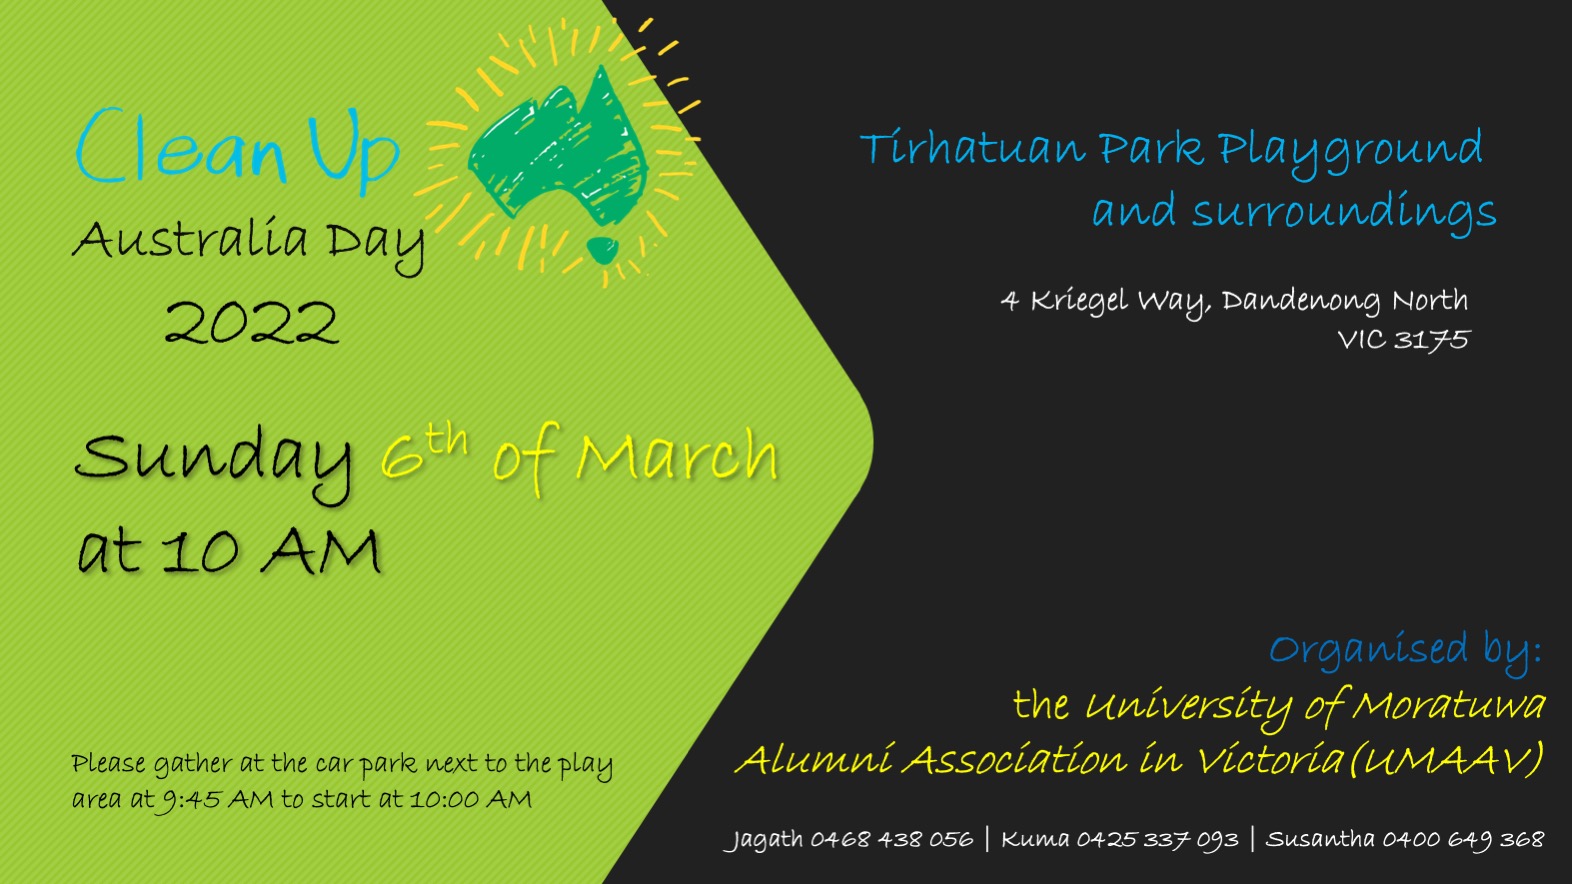 Clean Up
Australia Day
2022
Sunday 6th of March
at 10 AM
Please gather at the car park next to the play
area at 9:45 AM to start at 10:00 AM
Tirhatuan Park Playground
and surroundings
4 Kriegel Way, Dandenong North
VIC 3175
Organised by:
the University of Moratuwa
Alumni Association in Victoria(UMAAV)
Jagath 0468 438 056 | Kuma 0425 337 093 | Susantha 0400 649 368